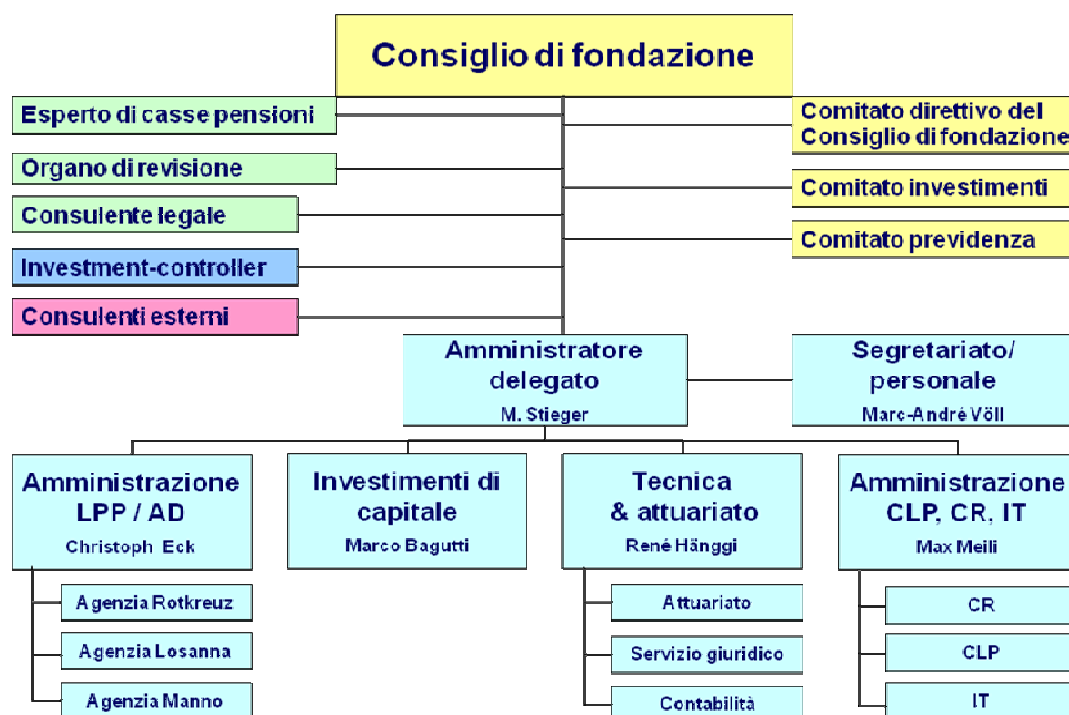 Consiglio di fondazione
Esperto di casse pensioni
Organo di revisione
Consulente legale
Investment-controller
Consulenti esterni
Comitato direttivo del
Consiglio di fondazione
Comitato investimenti
Comitato previdenza
Amministratore
delegato
M. Stieger
Segretariato/
personale
Marc-André Völl
Amministrazione
LPP / AD
Christoph Eck
Agenzia Rotkreuz
Agenzia Losanna
Agenzia Manno
Investimenti di
capitale
Marco Bagutti
Tecnica
& attuariato
René Hänggi
Attuariato
Servizio giuridico
Contabilità
Amministrazione
CLP, CR, IT
Max Meili
CR
CLP
IT